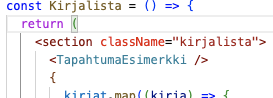 const Kirjalista = () => {
return (
<section className="kirjalista">
<TapahtumaEsimerkki />
{
kirjat.map((kirja) => {